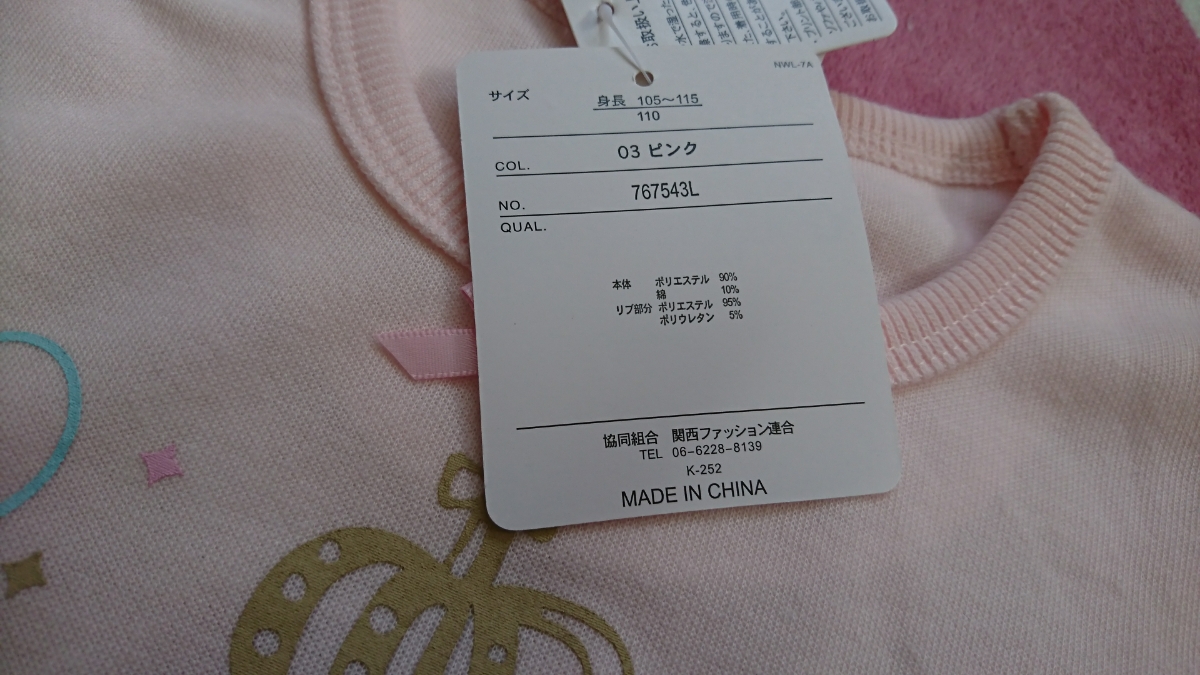 NWL-7A
サイズ
身長 105〜115
110
COL. 03 ピンク
NO. 767543L
QUAL.
本体 ポリエステル 90%
綿 10%
リブ部分 ポリエステル 95%
ポリウレタン 5%
協同組合 関西ファッション連合
TEL 06-6228-8139
K-252
MADE IN CHINA